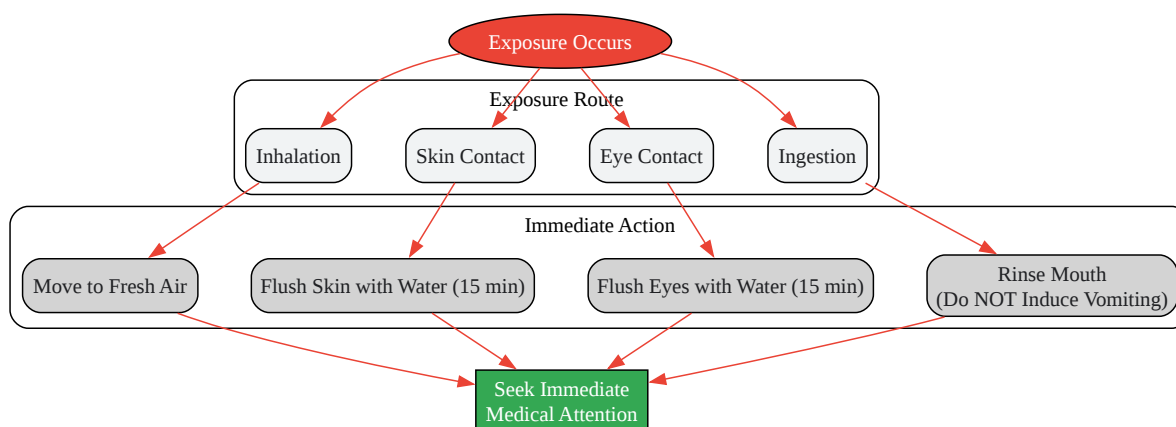 Exposure Occurs
Exposure Route
Inhalation
Skin Contact
Eye Contact
Ingestion
Immediate Action
Move to Fresh Air
Flush Skin with Water (15 min)
Flush Eyes with Water (15 min)
Rinse Mouth
(Do NOT Induce Vomiting)
Seek Immediate
Medical Attention